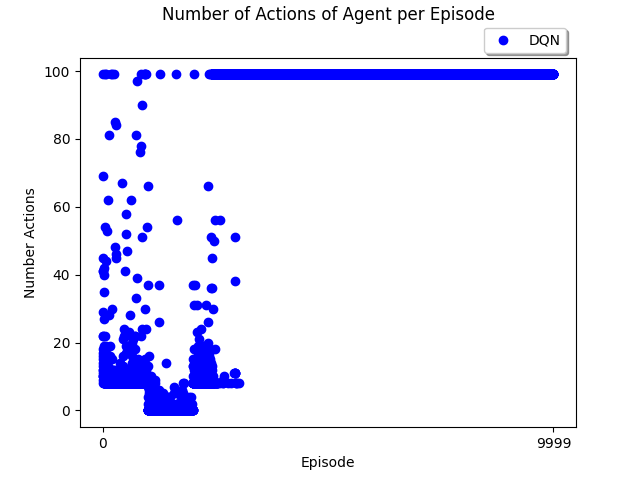 Number of Actions of Agent per Episode
DQN
100
80
60
40
20
0
Number Actions
0
9999
Episode